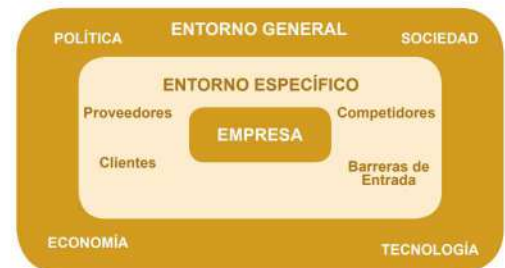 ENTORNO GENERAL
POLÍTICA
SOCIEDAD
ENTORNO ESPECÍFICO
Proveedores
Competidores
EMPRESA
Clientes
Barreras de
Entrada
ECONOMÍA
TECNOLOGÍA